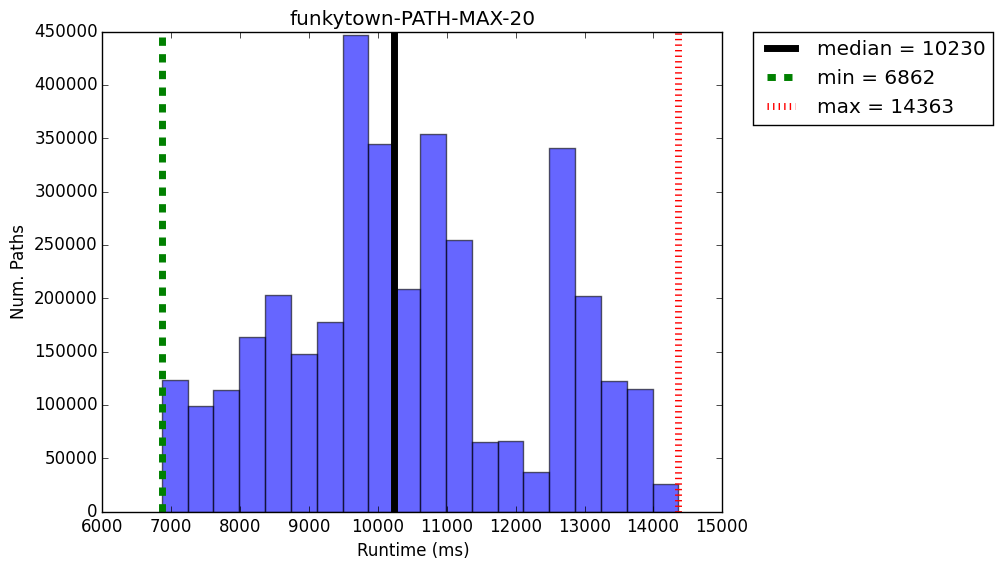 funkytown-PATH-MAX-20
450000
400000
350000
300000
250000
200000
150000
100000
50000
0
Num. Paths
6000 7000 8000 9000 10000 11000 12000 13000 14000 15000
Runtime (ms)
median = 10230
min = 6862
max = 14363